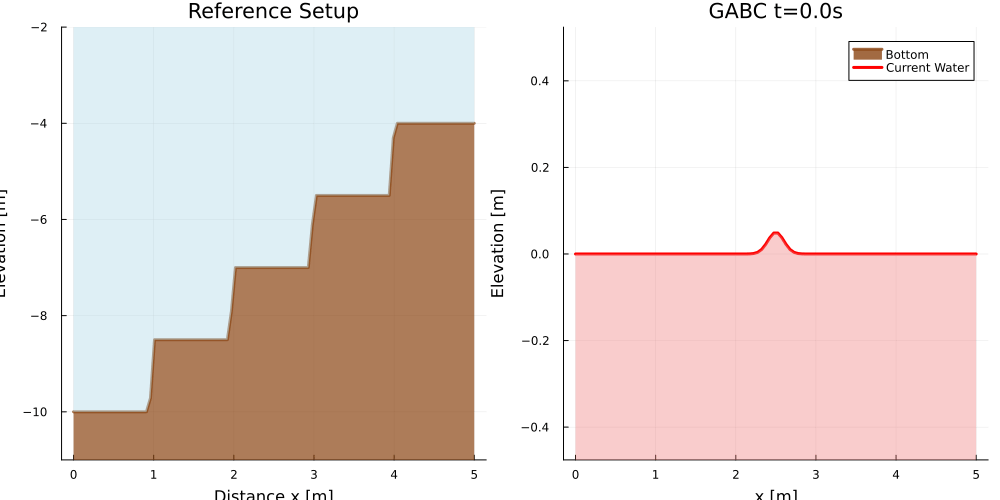 Reference Setup
−2
−4
−6
−8
−10
0 1 2 3 4 5
Distance x [m]
Elevation [m]
GABC t=0.0s
Bottom
Current Water
0.4
0.2
0.0
−0.2
−0.4
0 1 2 3 4 5
x [m]
Elevation [m]